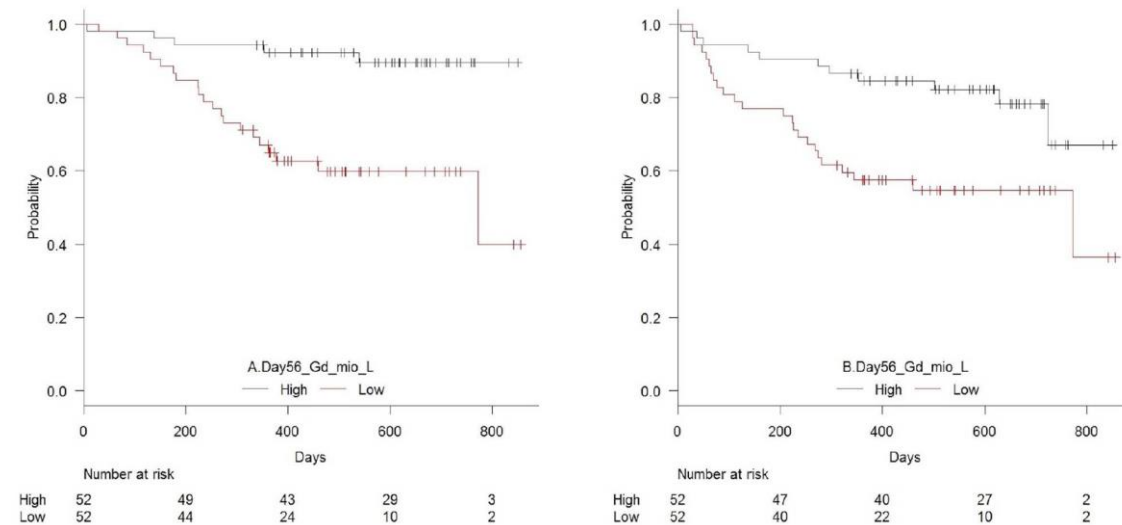 1.0
0.8
0.6
0.4
0.2
0.0
Probability
A.Day56_Gd_mio_L
High Low
0 200 400 600 800
Days
Number at risk
High 52 49 43 29 3
Low 52 44 24 10 2
1.0
0.8
0.6
0.4
0.2
0.0
Probability
B.Day56_Gd_mio_L
High Low
0 200 400 600 800
Days
Number at risk
High 52 47 40 27 2
Low 52 40 22 10 2